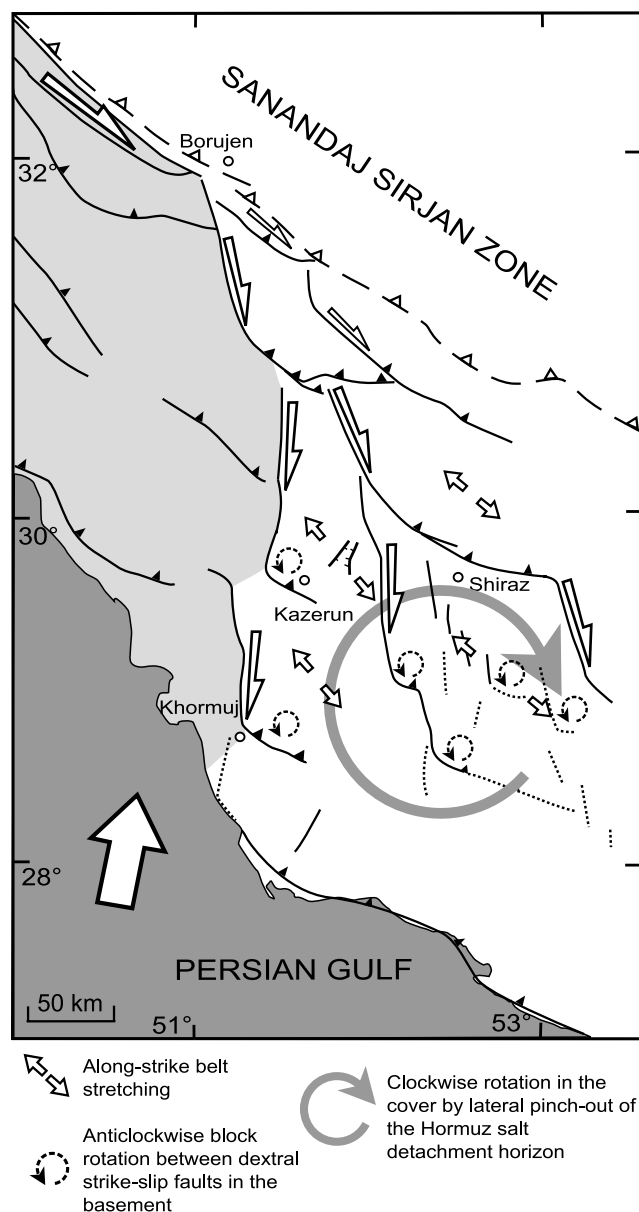 SANANDAJ SIRJAN ZONE
Borujen
32°
30°
Shiraz
Kazerun
Khormuj
28°
PERSIAN GULF
50 km
51°
53°
Along-strike belt
stretching
Anticlockwise block
rotation between dextral
strike-slip faults in the
basement
Clockwise rotation in the
cover by lateral pinch-out of
the Hormuz salt
detachment horizon